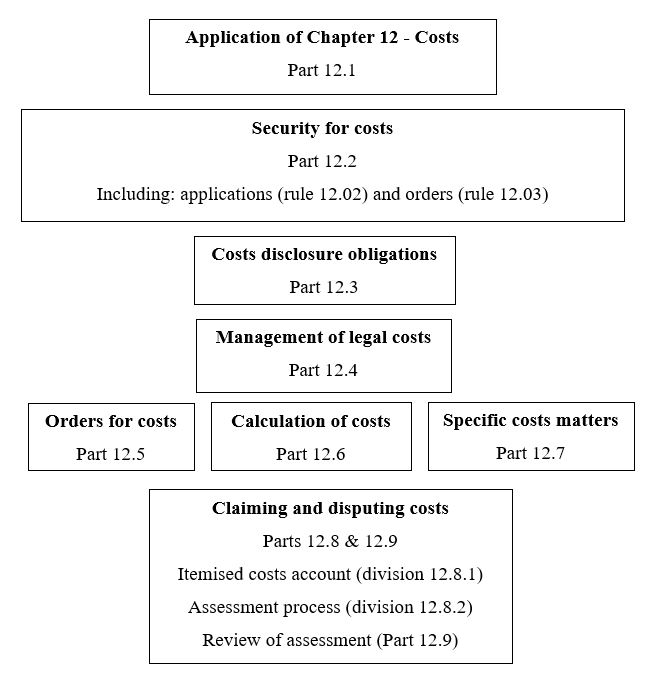 Application of Chapter 12 - Costs
Part 12.1
Security for costs
Part 12.2
Including: applications (rule 12.02) and orders (rule 12.03)
Costs disclosure obligations
Part 12.3
Management of legal costs
Part 12.4
Orders for costs
Part 12.5
Calculation of costs
Part 12.6
Specific costs matters
Part 12.7
Claiming and disputing costs
Parts 12.8 & 12.9
Itemised costs account (division 12.8.1)
Assessment process (division 12.8.2)
Review of assessment (Part 12.9)